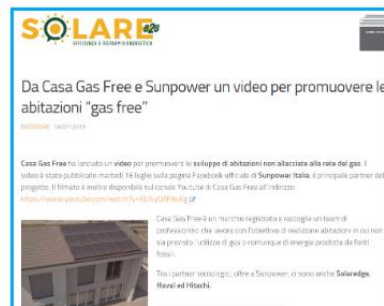 SOLARE B2B
EFFICIENZA E RISPARMIO ENERGETICO
Da Casa Gas Free e Sunpower un video per promuovere le
abitazioni “gas free”
Casa Gas Free ha lanciato un video per promuovere lo sviluppo di abitazioni non allacciate alla rete del gas. Il
video è stato pubblicato martedì 16 luglio sulla pagina Facebook ufficiale di Sunpower Italia, il principale partner del
progetto. Il filmato è inoltre disponibile sul canale Youtube di Casa Gas Free all’indirizzo
Casa Gas Free è un marchio registrato e raccoglie un team di
professionisti che lavora con l’obiettivo di realizzare abitazioni in cui non
sia previsto l’utilizzo di gas o comunque di energia prodotta da fonti
fossili.
Tra i partner tecnologici, oltre a Sunpower, ci sono anche Solaredge,
Hoval ed Hitachi.